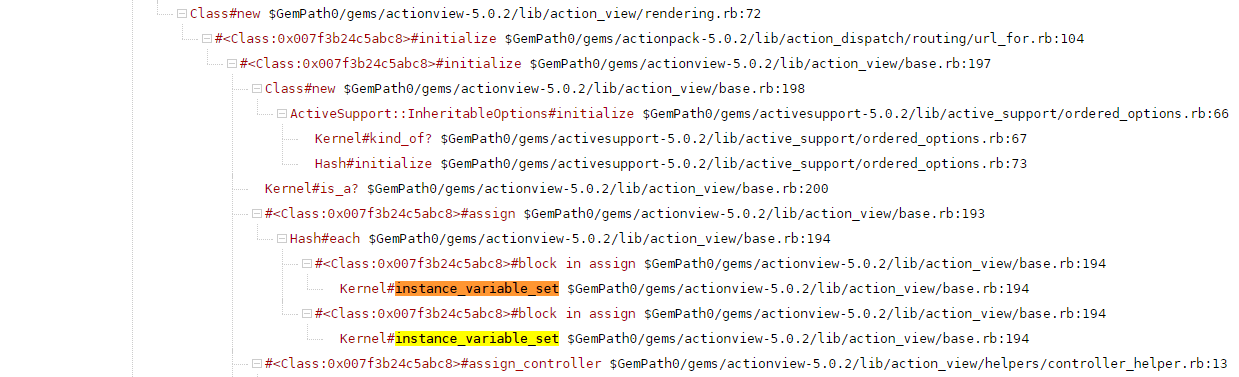 Class#new $GemPath0/gems/actionview-5.0.2/lib/action_view/rendering.rb:72
#<Class:0x007f3b24c5abc8>#initialize $GemPath0/gems/actionpack-5.0.2/lib/action_dispatch/routing/url_for.rb:104
#<Class:0x007f3b24c5abc8>#initialize $GemPath0/gems/actionview-5.0.2/lib/action_view/base.rb:197
Class#new $GemPath0/gems/actionview-5.0.2/lib/action_view/base.rb:198
ActiveSupport::InheritableOptions#initialize $GemPath0/gems/activesupport-5.0.2/lib/active_support/ordered_options.rb:66
Kernel#kind_of? $GemPath0/gems/activesupport-5.0.2/lib/active_support/ordered_options.rb:67
Hash#initialize $GemPath0/gems/activesupport-5.0.2/lib/active_support/ordered_options.rb:73
Kernel#is_a? $GemPath0/gems/actionview-5.0.2/lib/action_view/base.rb:200
#<Class:0x007f3b24c5abc8>#assign $GemPath0/gems/actionview-5.0.2/lib/action_view/base.rb:193
Hash#each $GemPath0/gems/actionview-5.0.2/lib/action_view/base.rb:194
#<Class:0x007f3b24c5abc8>#block in assign $GemPath0/gems/actionview-5.0.2/lib/action_view/base.rb:194
Kernel#instance_variable_set $GemPath0/gems/actionview-5.0.2/lib/action_view/base.rb:194
#<Class:0x007f3b24c5abc8>#block in assign $GemPath0/gems/actionview-5.0.2/lib/action_view/base.rb:194
Kernel#instance_variable_set $GemPath0/gems/actionview-5.0.2/lib/action_view/base.rb:194
#<Class:0x007f3b24c5abc8>#assign_controller $GemPath0/gems/actionview-5.0.2/lib/action_view/helpers/controller_helper.rb:13